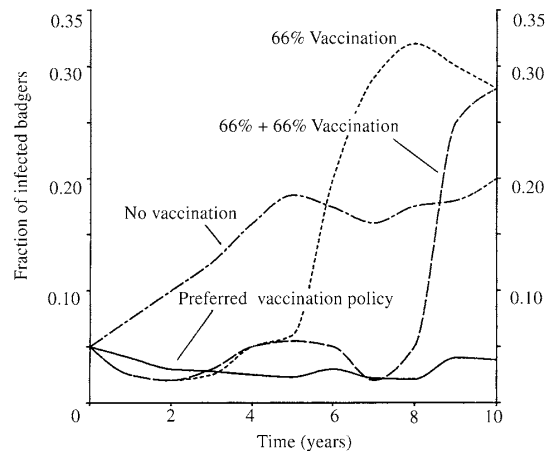 0.35
0.35
66% Vaccination
0.30
0.30
66% + 66% Vaccination
0.20
0.20
No vaccination
0.10
0.10
Preferred vaccination policy
Fraction of infected badgers
0
2
4
6
8
10
Time (years)